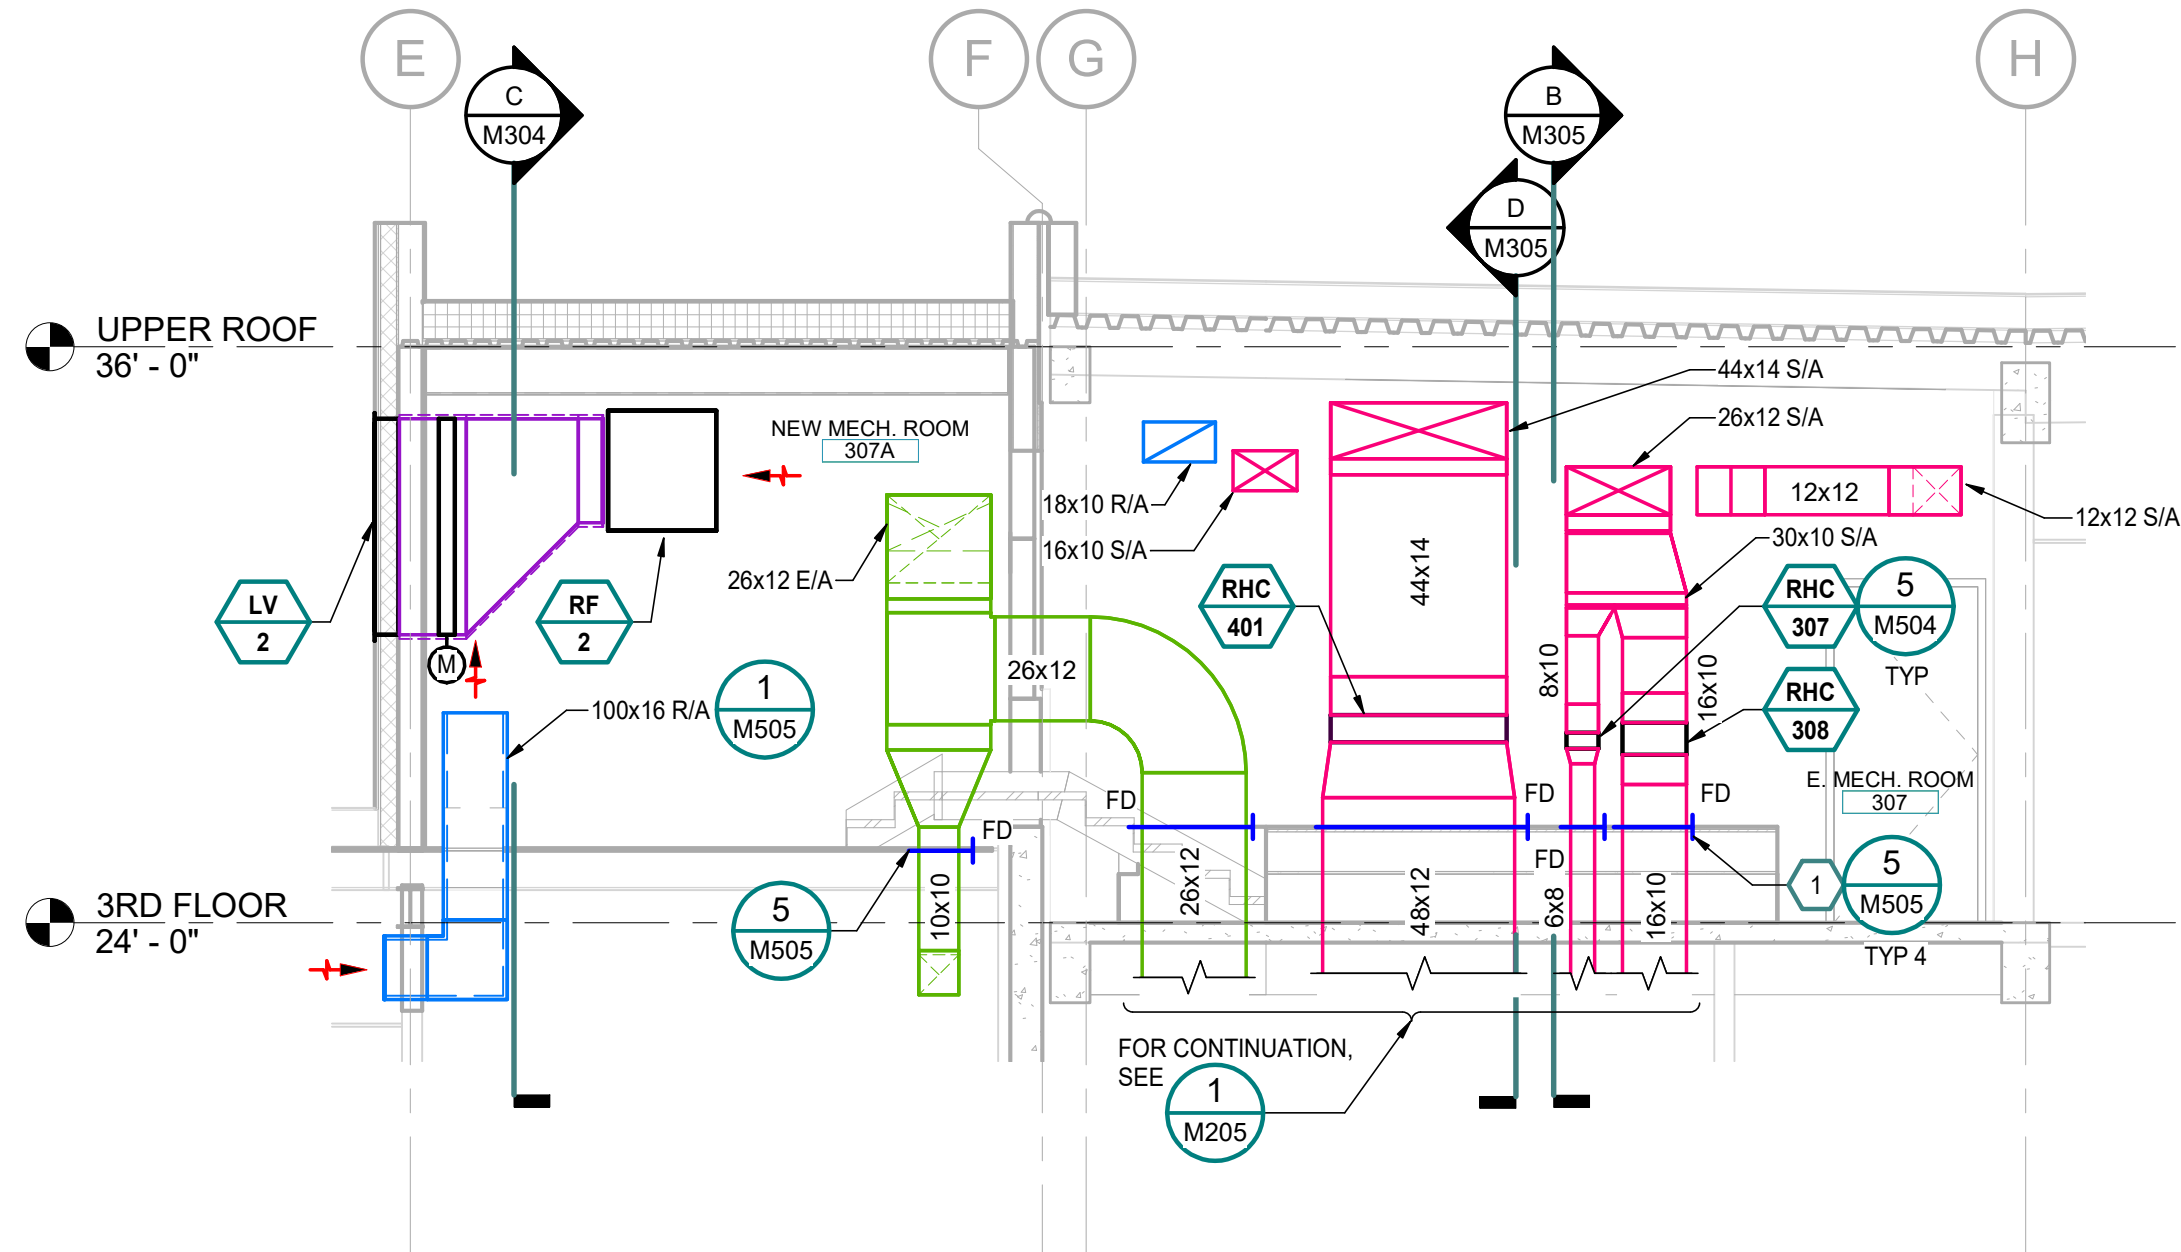 E
F
G
H
C
M304
B
M305
D
M305
UPPER ROOF
36' - 0"
44x14 S/A
26x12 S/A
NEW MECH. ROOM
307A
18x10 R/A
16x10 S/A
12x12
12x12 S/A
30x10 S/A
44x14
26x12 E/A
LV
2
RF
2
M
RHC
401
RHC
307
5
M504
TYP
8x10
16x10
26x12
100x16 R/A
1
M505
RHC
308
E. MECH. ROOM
307
FD
FD
FD
FD
FD
26x12
48x12
6x8
16x10
10x10
1
5
M505
TYP 4
5
M505
3RD FLOOR
24' - 0"
FOR CONTINUATION,
SEE
1
M205